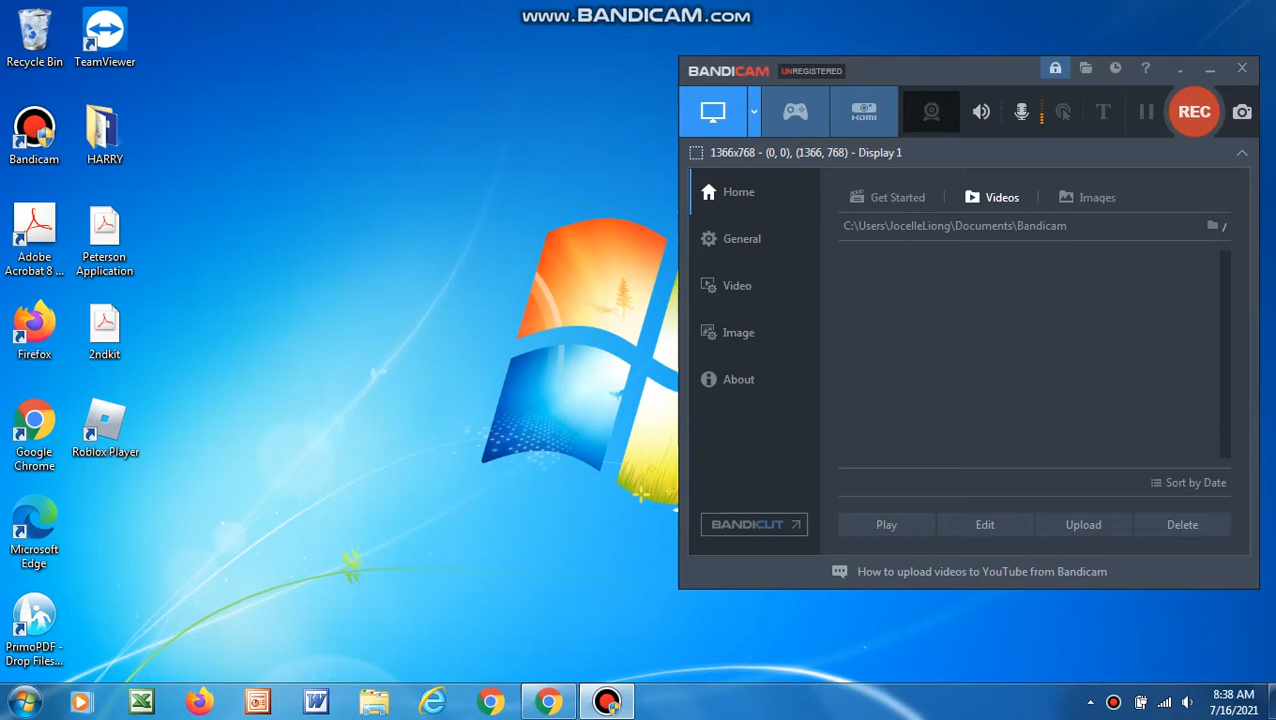 www.BANDICAM.com
Recycle Bin
TeamViewer
Bandicam
HARRY
Adobe
Acrobat 8 ...
Peterson
Application
Firefox
2ndkit
Google
Chrome
Roblox Player
Microsoft
Edge
PrimoPDF -
Drop Files...
BANDICAM UNREGISTERED
?
HDMI
T
REC
1366x768 - (0, 0), (1366, 768) - Display 1
Home
General
Video
Image
About
BANDICUT
Get Started
Videos
Images
C:\Users\JocelleLiong\Documents\Bandicam
/
Sort by Date
Play
Edit
Upload
Delete
How to upload videos to YouTube from Bandicam
8:38 AM
7/16/2021